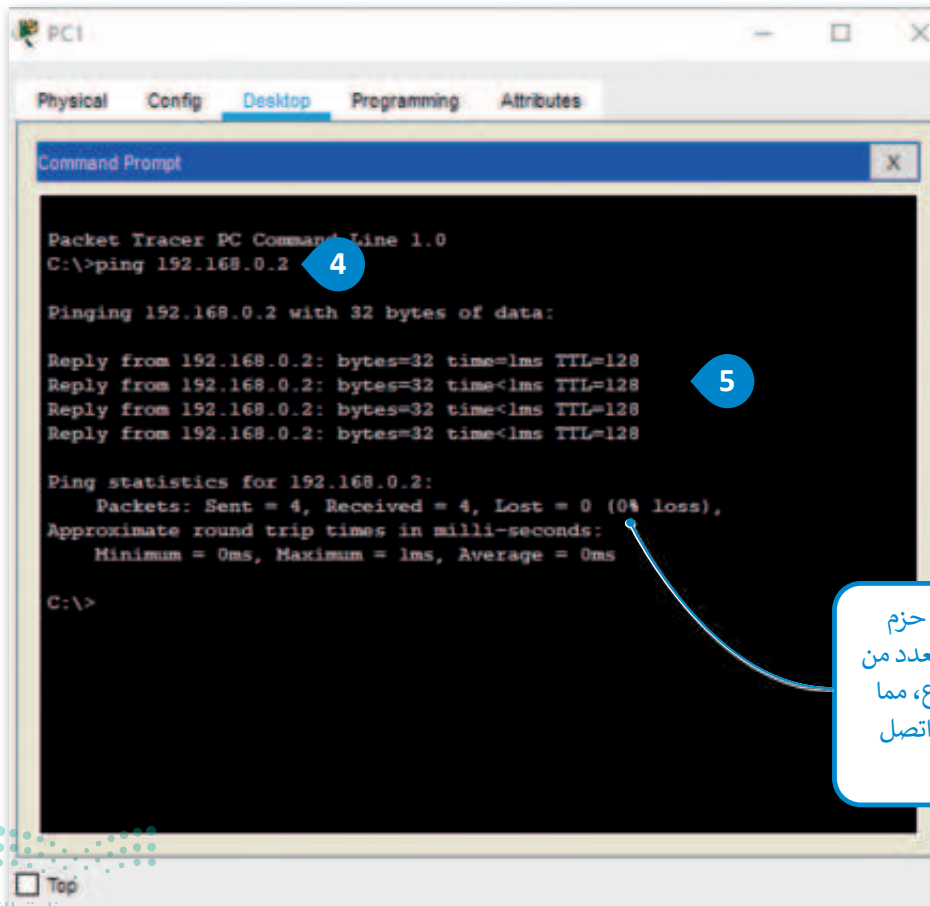 PC1
Physical Config Desktop Programming Attributes
Command Prompt X
Packet Tracer PC Command Line 1.0
C:\>ping 192.168.0.2
4
Pinging 192.168.0.2 with 32 bytes of data:
Reply from 192.168.0.2: bytes=32 time=1ms TTL=128
Reply from 192.168.0.2: bytes=32 time<1ms TTL=128
5
Reply from 192.168.0.2: bytes=32 time<1ms TTL=128
Reply from 192.168.0.2: bytes=32 time<1ms TTL=128
Ping statistics for 192.168.0.2:
Packets: Sent = 4, Received = 4, Lost = 0 (0% loss),
Approximate round trip times in milli-seconds:
Minimum = 0ms, Maximum = 1ms, Average = 0ms
C:\>
حزم
من
، مما
اتصل
Top